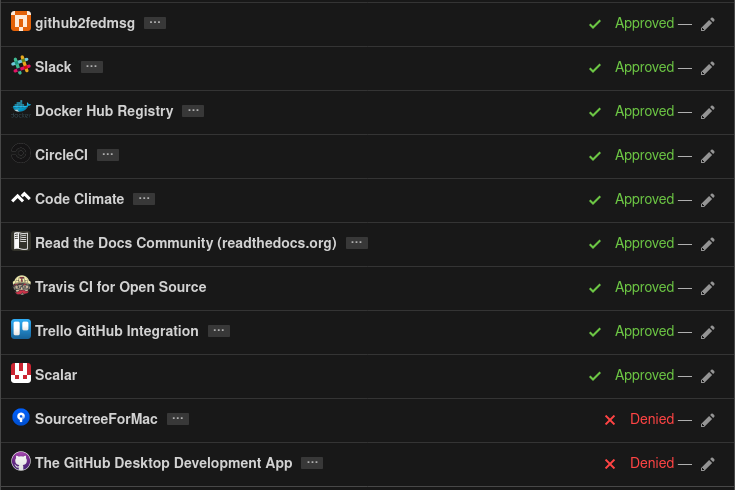 github2fedmsg ··· Approved —
Slack ··· Approved —
Docker Hub Registry ··· Approved —
CircleCI ··· Approved —
Code Climate ··· Approved —
Read the Docs Community (readthedocs.org) ··· Approved —
Travis CI for Open Source Approved —
Trello GitHub Integration ··· Approved —
Scalar Approved —
SourcetreeForMac ··· Denied —
The GitHub Desktop Development App ··· Denied —